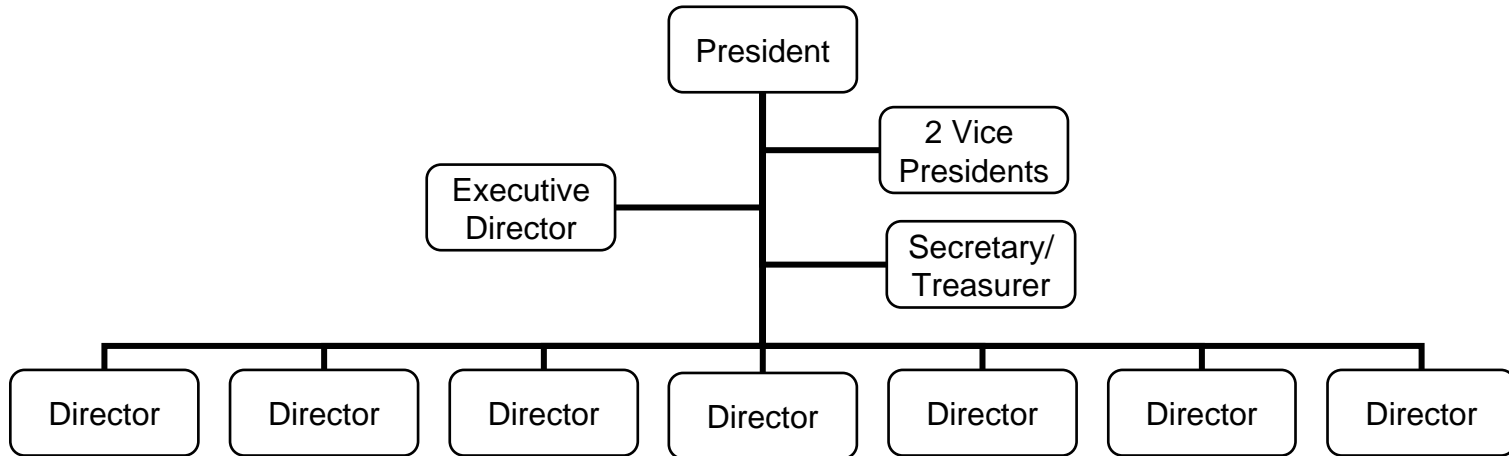 President
2 Vice
Presidents
Executive
Director
Secretary/
Treasurer
Director
Director
Director
Director
Director
Director
Director